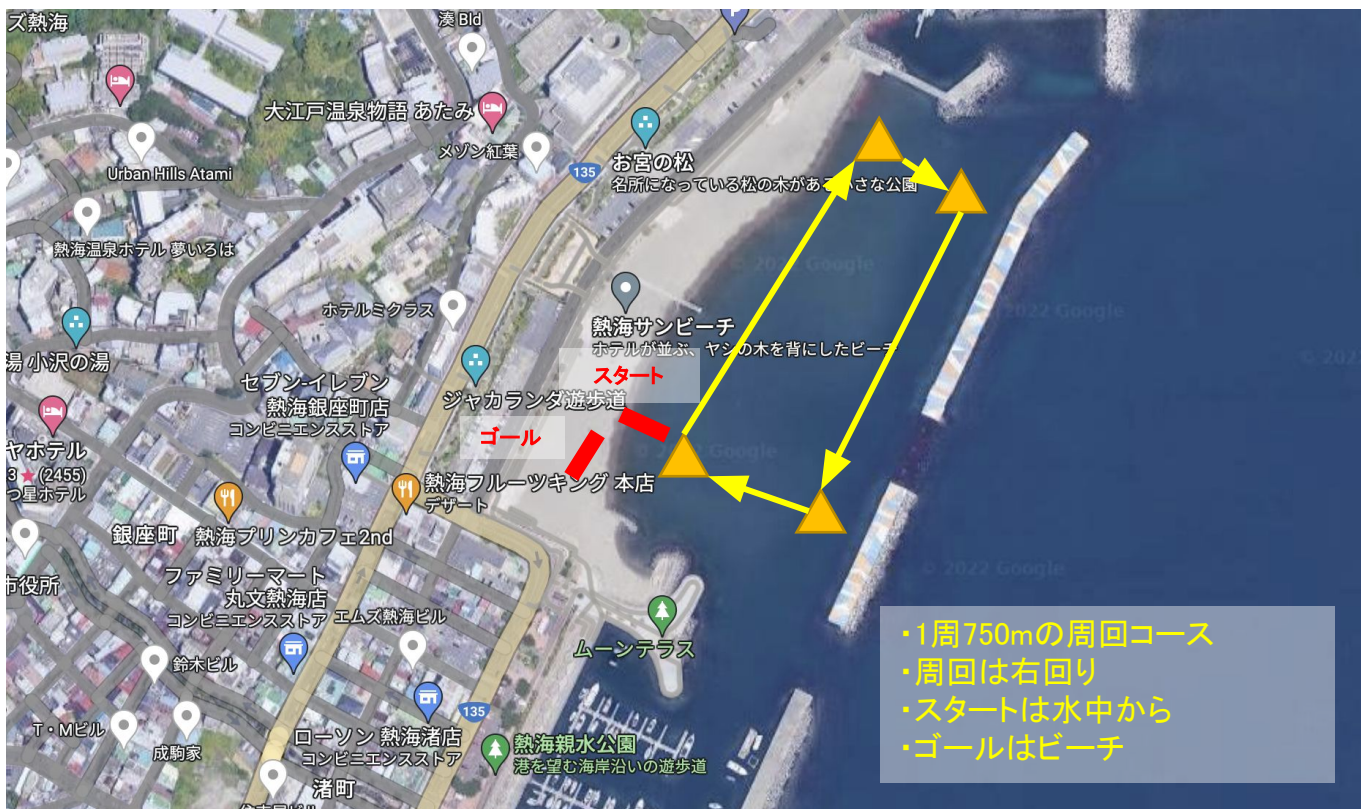 ズ熱海
湊 Bld
大江戸温泉物語 あたみ
メゾン紅葉
135
お宮の松
名所になっている松の木がある小さな公園
Urban Hills Atami
熱海温泉ホテル 夢いろは
© 2022 Google
ホテルミクラス
2022 Google
熱海サンビーチ
ホテルが並ぶ、ヤシの木を背にしたビーチ
© 202
湯 小沢の湯
スタート
セブン-イレブン
熱海銀座町店
コンビニエンスストア
ジャカランダ遊歩道
ゴール
© 2022 Google
ヤホテル
3 ★ (2455)
つ星ホテル
熱海フルーツキング 本店
デザート
銀座町
熱海プリンカフェ2nd
市役所
ファミリーマート
丸文熱海店
コンビニエンスストア
エムズ熱海ビル
© 2022 Google
ムーンテラス
鈴木ビル
・1周750mの周回コース
・周回は右回り
・スタートは水中から
・ゴールはビーチ
T・Mビル
成駒家
135
ローソン 熱海渚店
コンビニエンスストア
熱海親水公園
港を望む海岸沿いの遊歩道
渚町